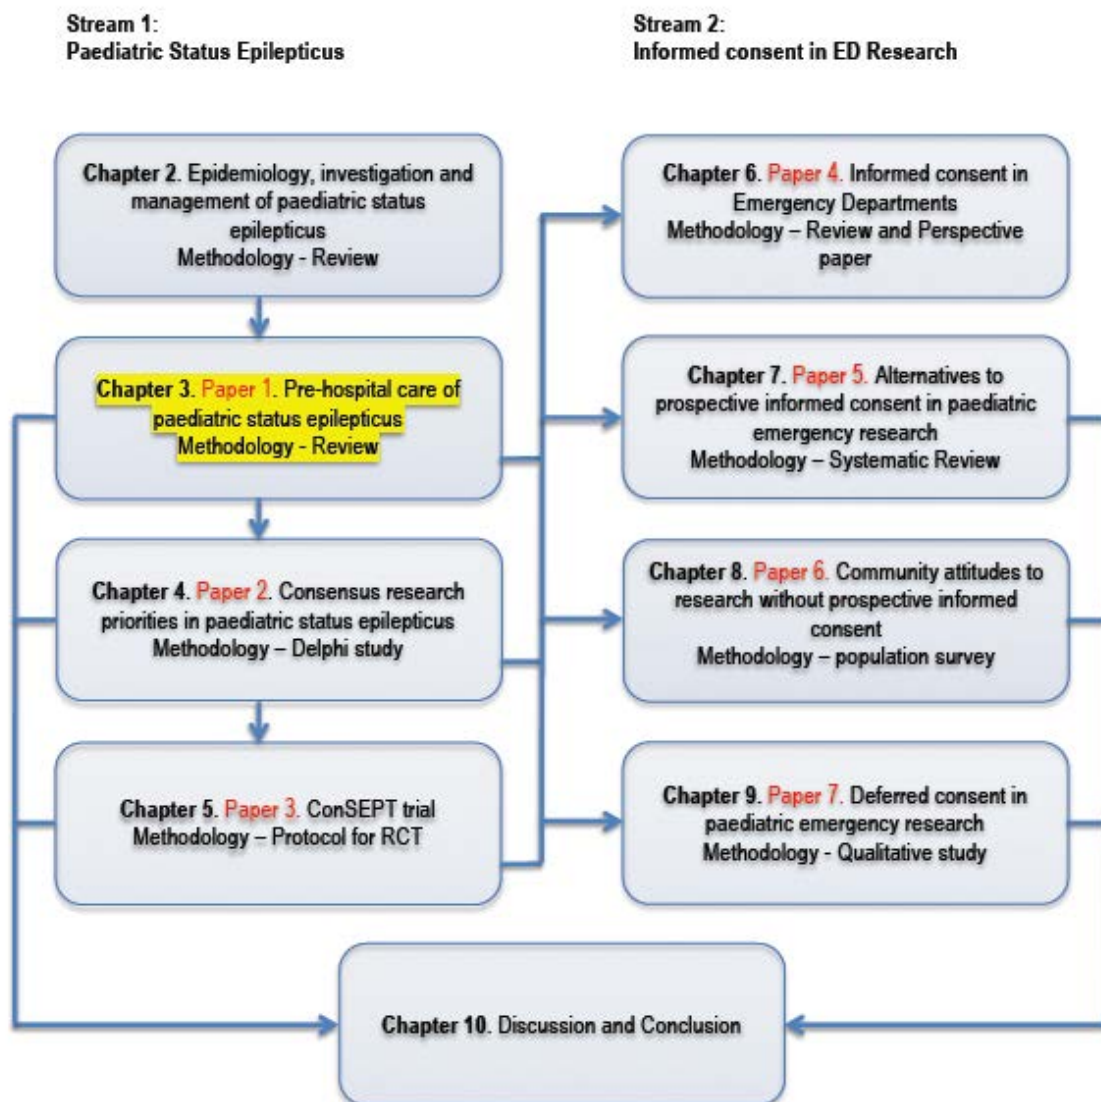 Stream 1:
Paediatric Status Epilepticus
Stream 2:
Informed consent in ED Research
Chapter 2. Epidemiology, investigation and
management of paediatric status
epilepticus
Methodology - Review
Chapter 3. Paper 1. Pre-hospital care of
paediatric status epilepticus
Methodology - Review
Chapter 4. Paper 2. Consensus research
priorities in paediatric status epilepticus
Methodology – Delphi study
Chapter 5. Paper 3. ConSEPT trial
Methodology – Protocol for RCT
Chapter 6. Paper 4. Informed consent in
Emergency Departments
Methodology – Review and Perspective
paper
Chapter 7. Paper 5. Alternatives to
prospective informed consent in paediatric
emergency research
Methodology – Systematic Review
Chapter 8. Paper 6. Community attitudes to
research without prospective informed
consent
Methodology – population survey
Chapter 9. Paper 7. Deferred consent in
paediatric emergency research
Methodology - Qualitative study
Chapter 10. Discussion and Conclusion